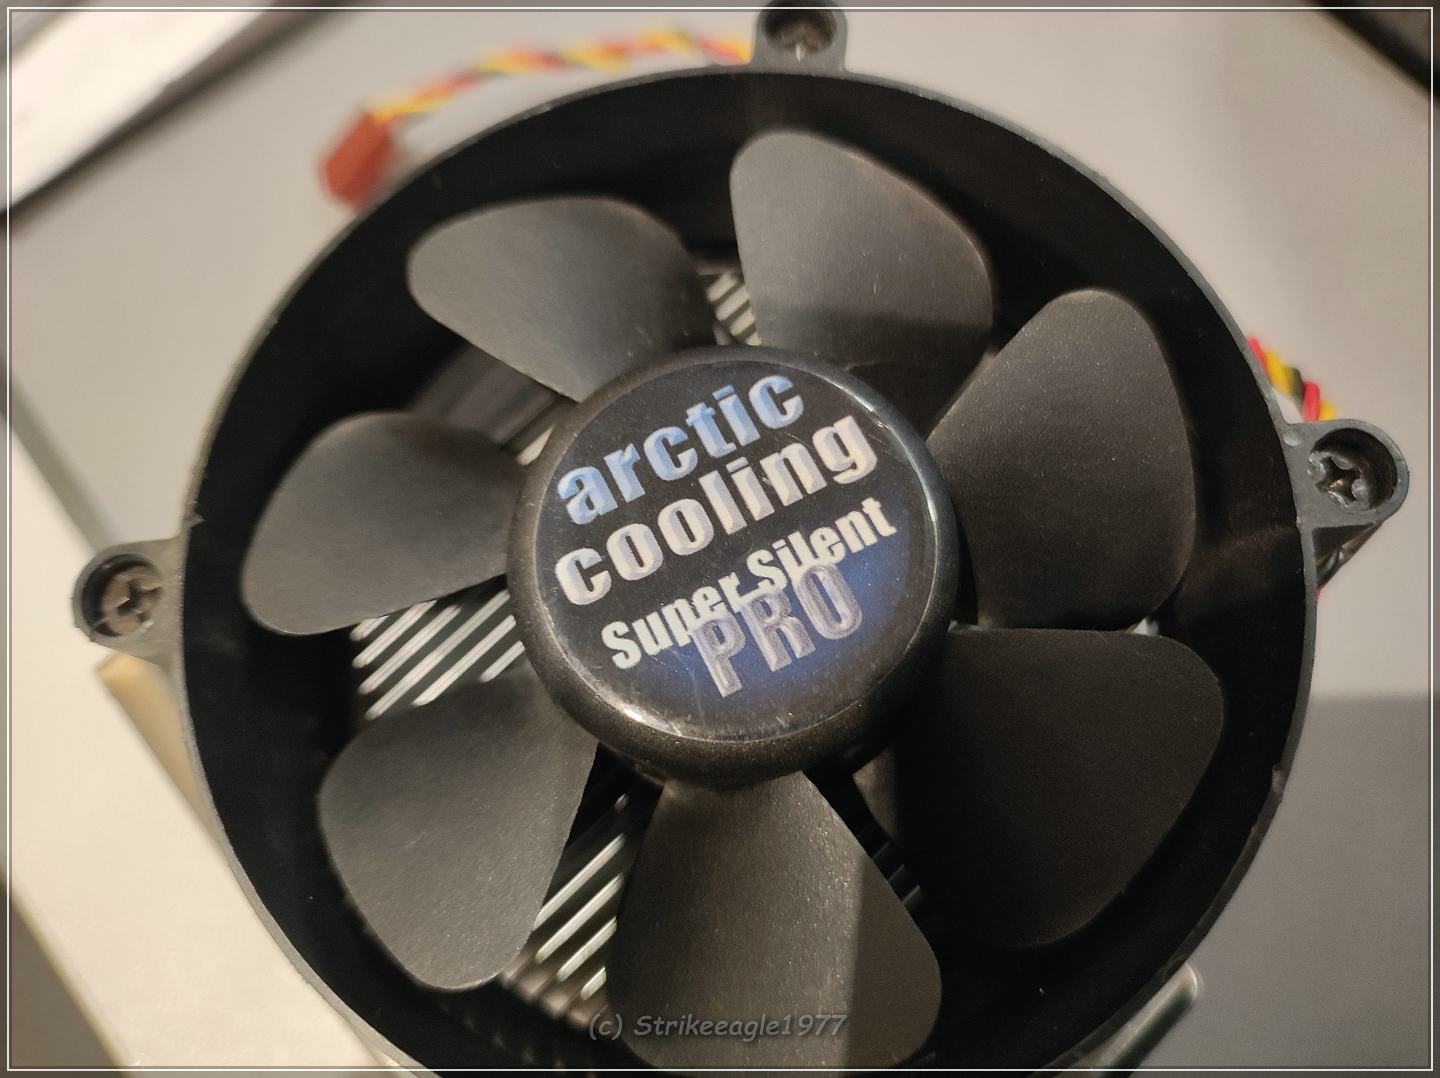 arctic
cooling
Super Silent
PRO
(c) Strikeeagle1977